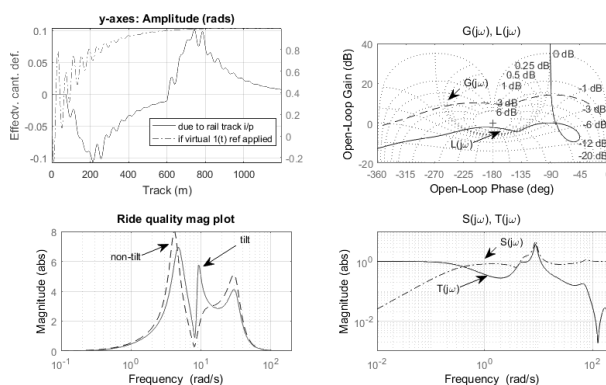 y-axes: Amplitude (rads)
Effectv. cant. def.
0.1
0.05
0
-0.05
-0.1
0.8
0.6
0.4
0.2
0
-0.2
due to rail track i/p
if virtual 1(t) ref applied
0 200 400 600 800 1000
Track (m)
G(jω), L(jω)
Open-Loop Gain (dB)
40
20
0
-20
0 dB
0.25 dB
0.5 dB
1 dB
3 dB
6 dB
-1 dB
-3 dB
-6 dB
-12 dB
-20 dB
G(jω)
L(jω)
-360 -315 -270 -225 -180 -135 -90 -45 0
Open-Loop Phase (deg)
Ride quality mag plot
Magnitude (abs)
8
6
4
2
0
non-tilt
tilt
10-1 100 101 102
Frequency (rad/s)
S(jω), T(jω)
Magnitude (abs)
100
10-2
S(jω)
T(jω)
10-2 100 102
Frequency (rad/s)